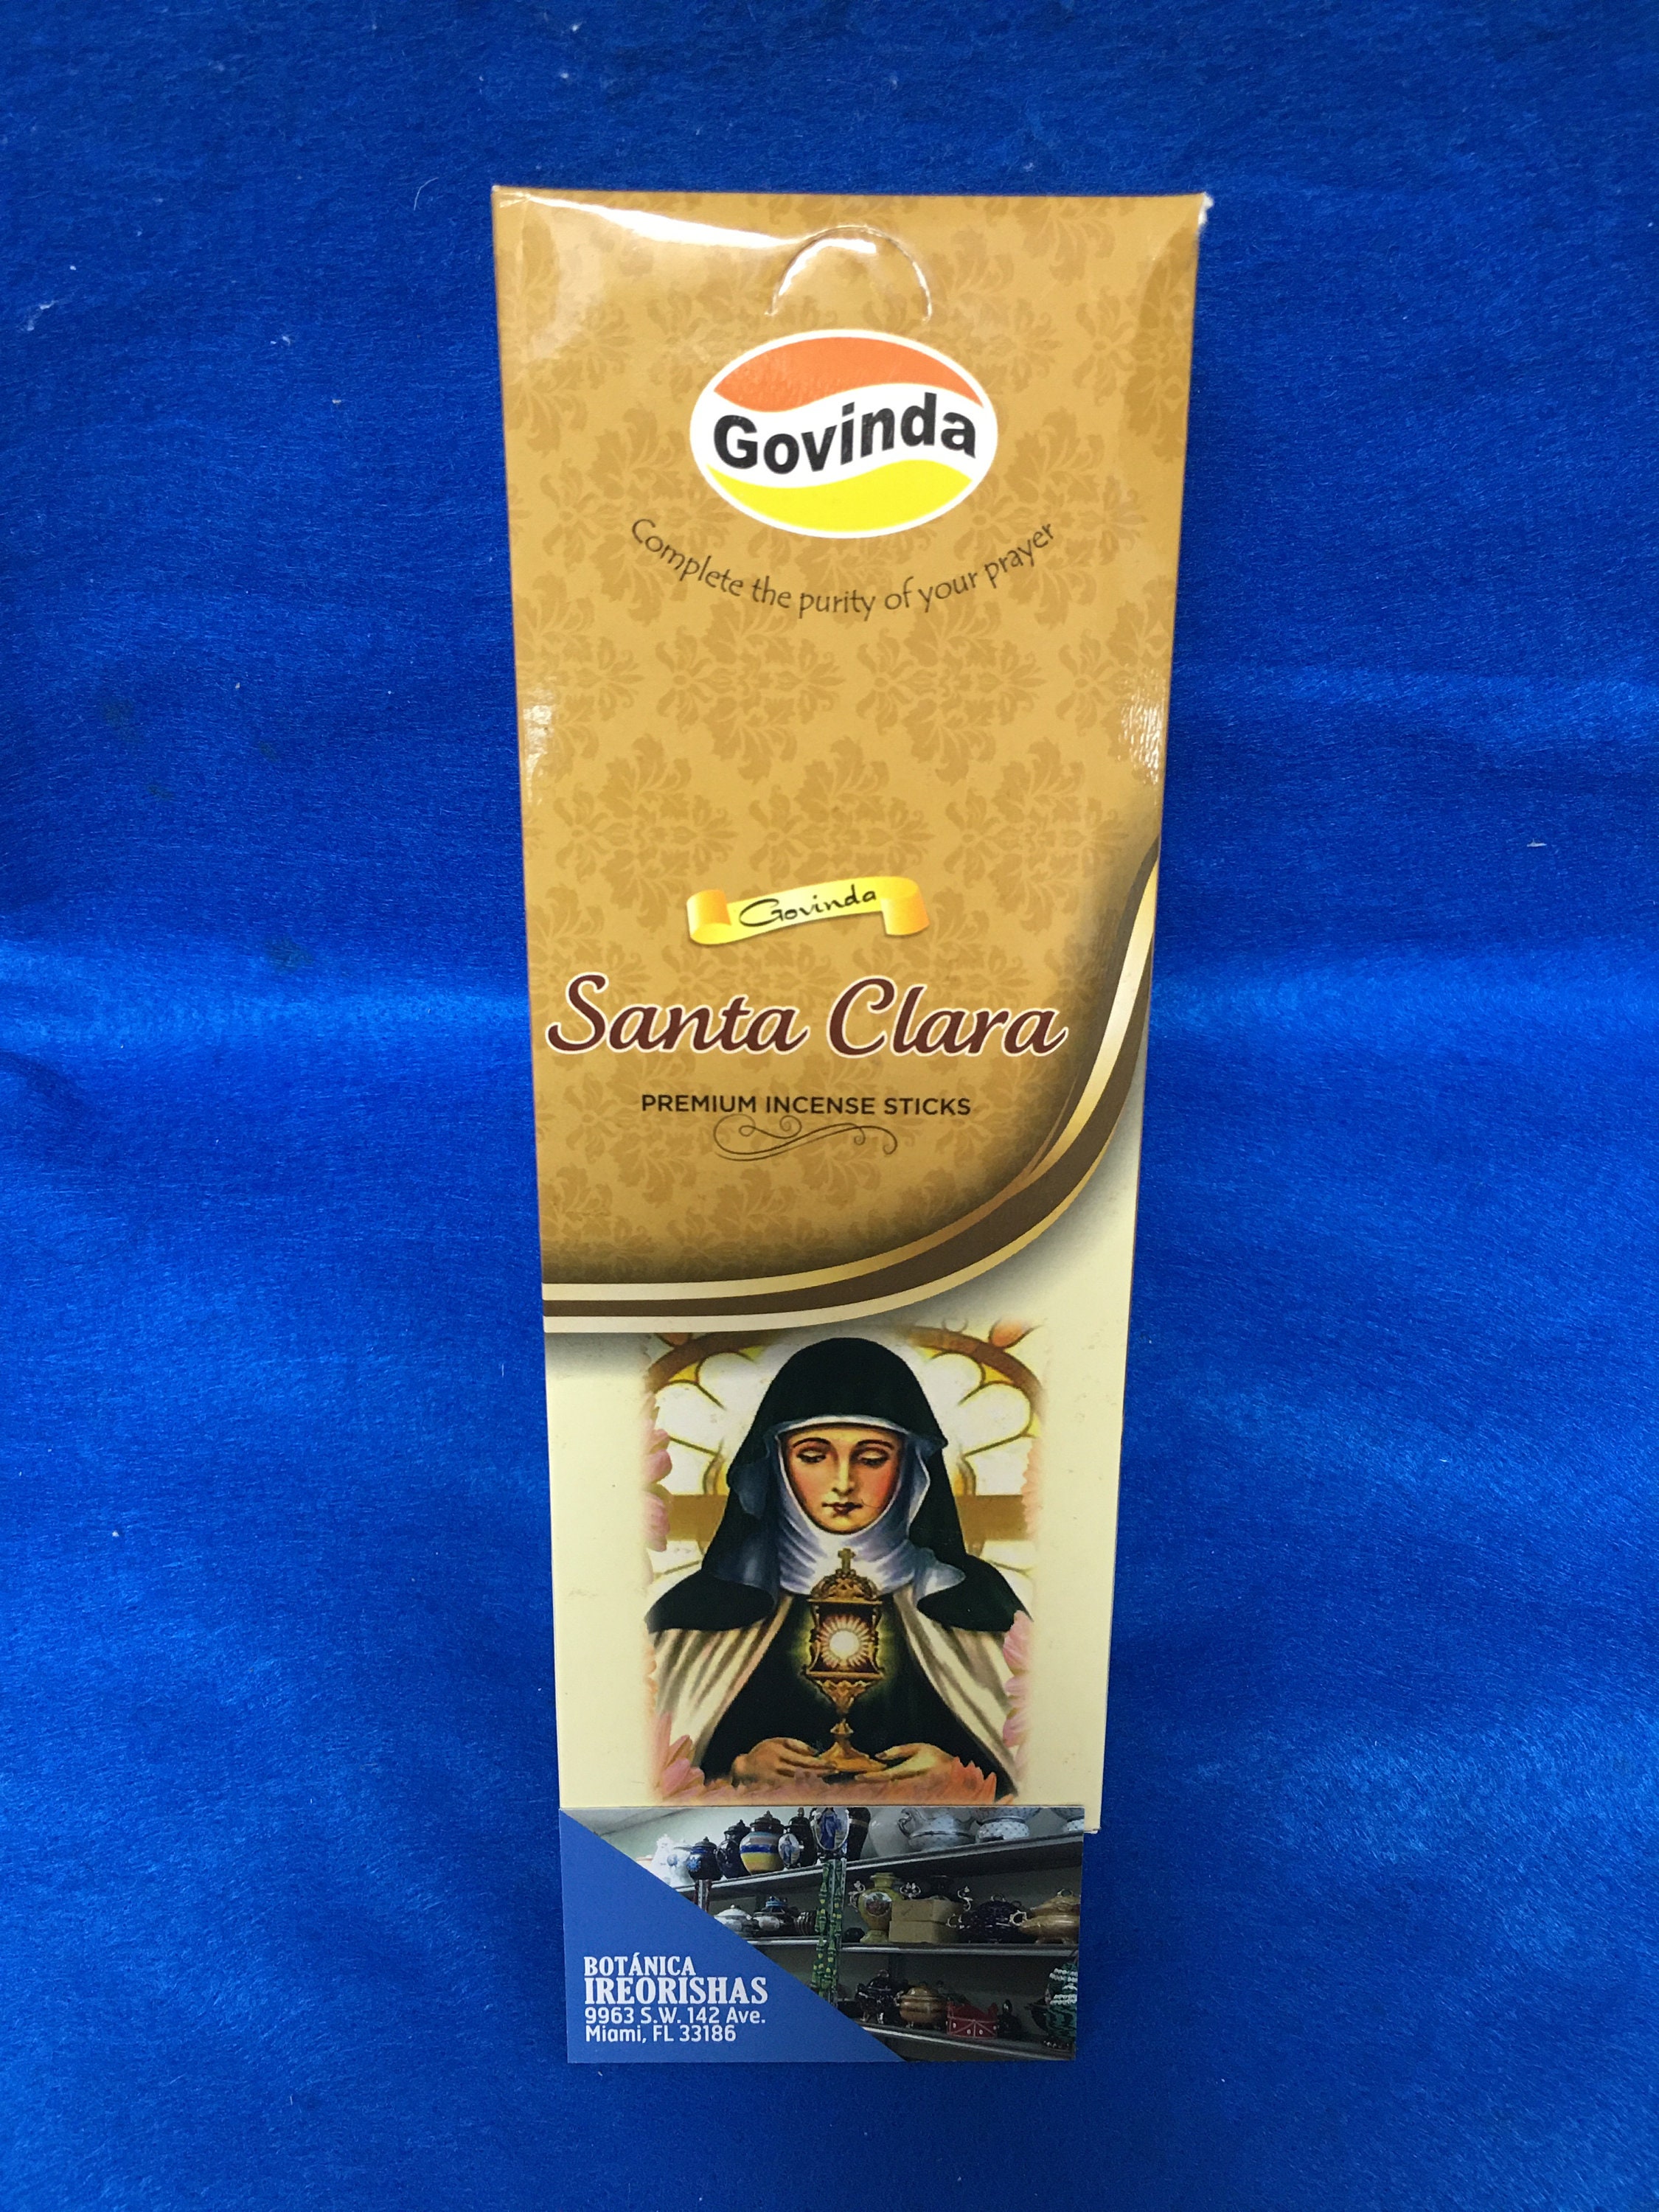 Govinda
Complete the purity of your prayer
Govinda
Santa Clara
PREMIUM INCENSE STICKS
BOTÁNICA
IREORISHAS
9963 S.W. 142 Ave.
Miami, FL 33186